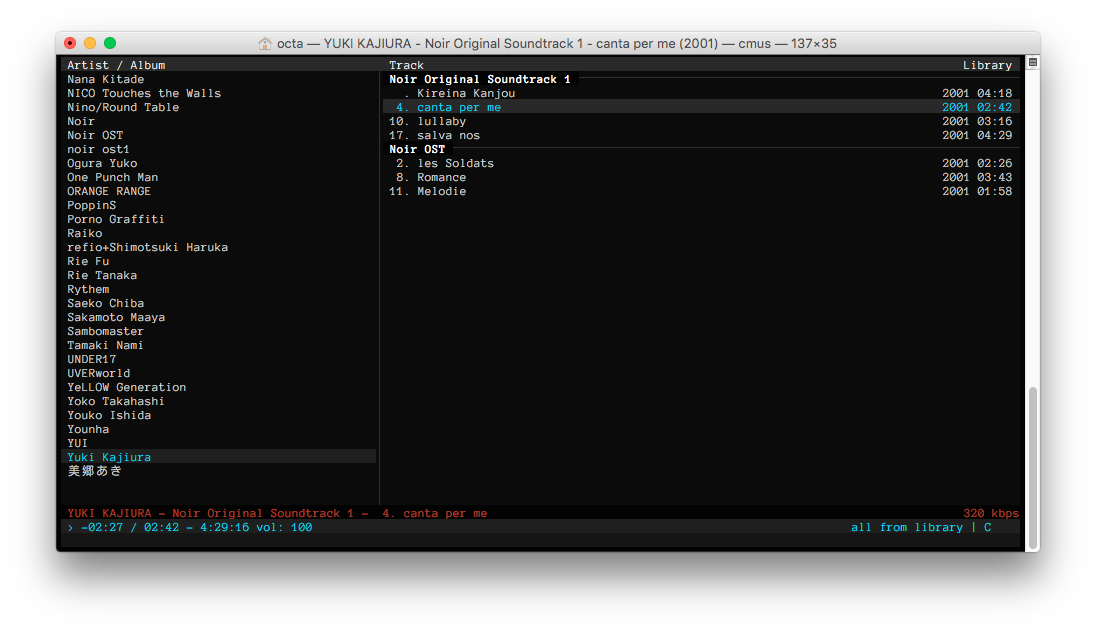 octa — YUKI KAJIURA - Noir Original Soundtrack 1 - canta per me (2001) — cmus — 137×35
Artist / Album
Nana Kitade
NICO Touches the Walls
Nino/Round Table
Noir
Noir OST
noir ost1
Ogura Yuko
One Punch Man
ORANGE RANGE
PoppinS
Porno Graffiti
Raiko
refio+Shimotsuki Haruka
Rie Fu
Rie Tanaka
Rythem
Saeko Chiba
Sakamoto Maaya
Sambomaster
Tamaki Nami
UNDER17
UVERworld
YeLLOW Generation
Yoko Takahashi
Youko Ishida
Younha
YUI
Yuki Kajiura
美郷あき
Track Library
Noir Original Soundtrack 1
. Kireina Kanjou 2001 04:18
4. canta per me 2001 02:42
10. lullaby 2001 03:16
17. salva nos 2001 04:29
Noir OST
2. les Soldats 2001 02:26
8. Romance 2001 03:43
11. Melodie 2001 01:58
YUKI KAJIURA - Noir Original Soundtrack 1 - 4. canta per me 320 kbps
› -02:27 / 02:42 - 4:29:16 vol: 100 all from library | C